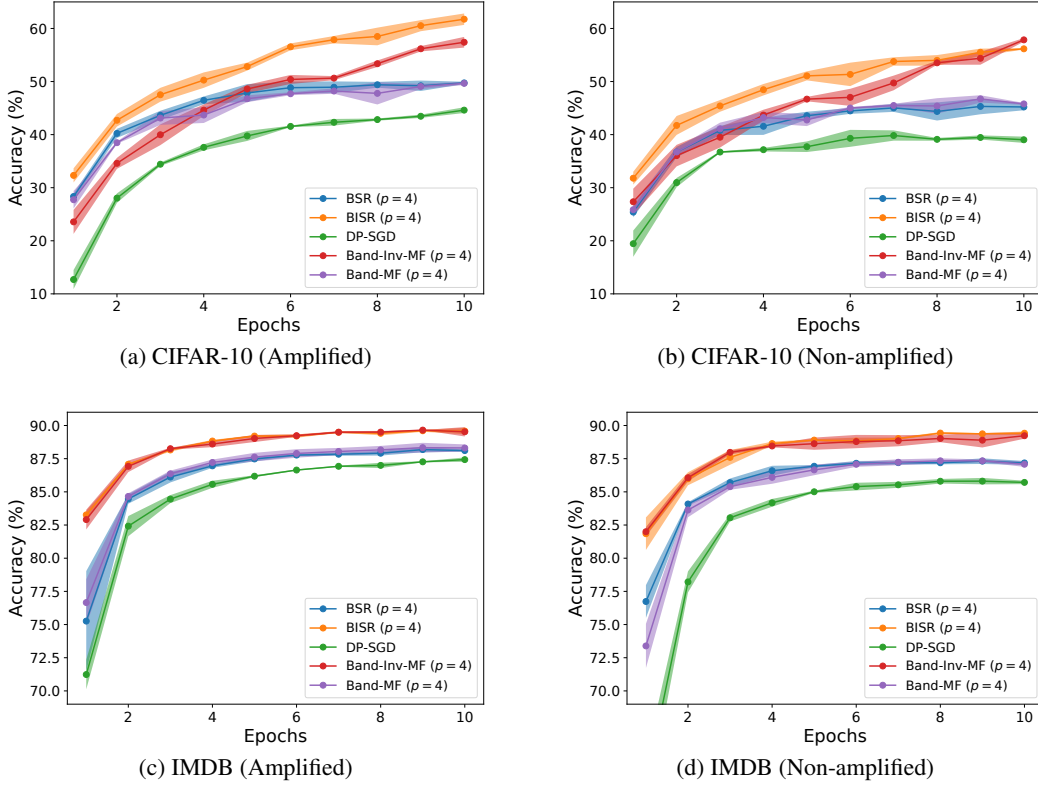 60
50
40
30
20
10
Accuracy (%)
BSR (p = 4)
BISR (p = 4)
DP-SGD
Band-Inv-MF (p = 4)
Band-MF (p = 4)
2 4 6 8 10
Epochs
(a) CIFAR-10 (Amplified)
60
50
40
30
20
10
Accuracy (%)
BSR (p = 4)
BISR (p = 4)
DP-SGD
Band-Inv-MF (p = 4)
Band-MF (p = 4)
2 4 6 8 10
Epochs
(b) CIFAR-10 (Non-amplified)
90.0
87.5
85.0
82.5
80.0
77.5
75.0
72.5
70.0
Accuracy (%)
BSR (p = 4)
BISR (p = 4)
DP-SGD
Band-Inv-MF (p = 4)
Band-MF (p = 4)
2 4 6 8 10
Epochs
(c) IMDB (Amplified)
90.0
87.5
85.0
82.5
80.0
77.5
75.0
72.5
70.0
Accuracy (%)
BSR (p = 4)
BISR (p = 4)
DP-SGD
Band-Inv-MF (p = 4)
Band-MF (p = 4)
2 4 6 8 10
Epochs
(d) IMDB (Non-amplified)